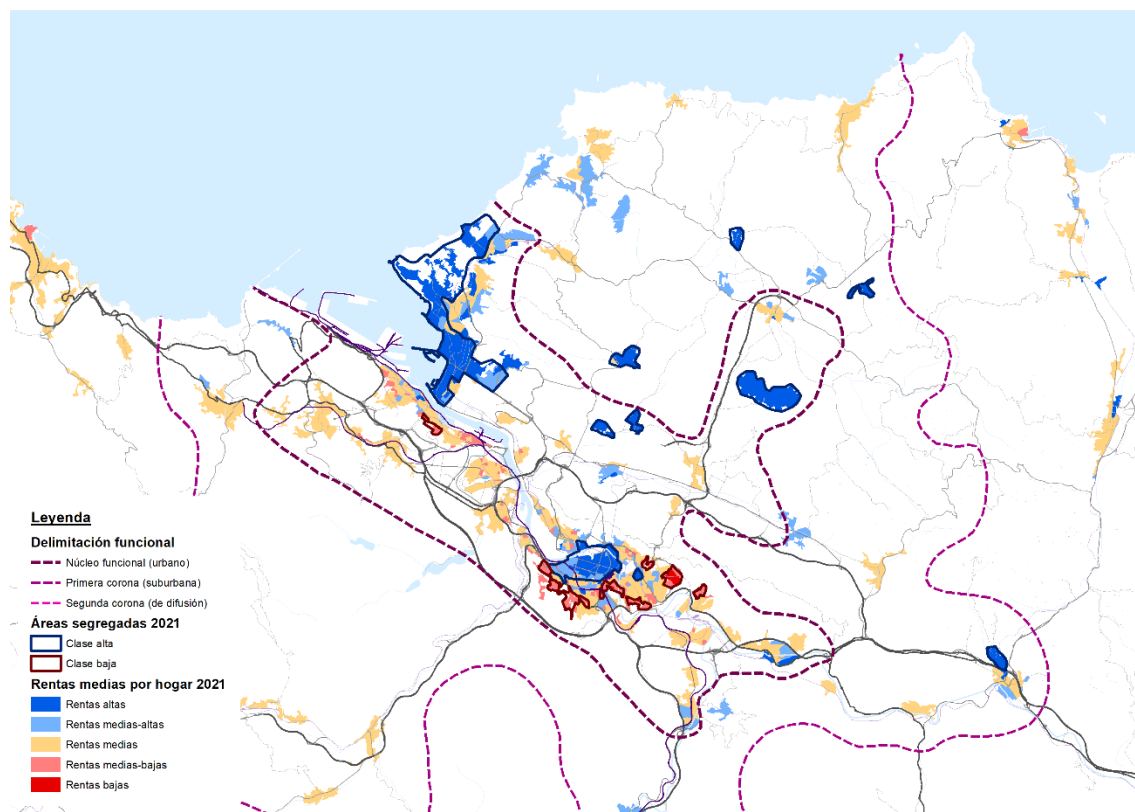 Leyenda
Delimitación funcional
Núcleo funcional (urbano)
Primera corona (suburbana)
Segunda corona (de difusión)
Áreas segregadas 2021
Clase alta
Clase baja
Rentas medias por hogar 2021
Rentas altas
Rentas medias-altas
Rentas medias
Rentas medias-bajas
Rentas bajas